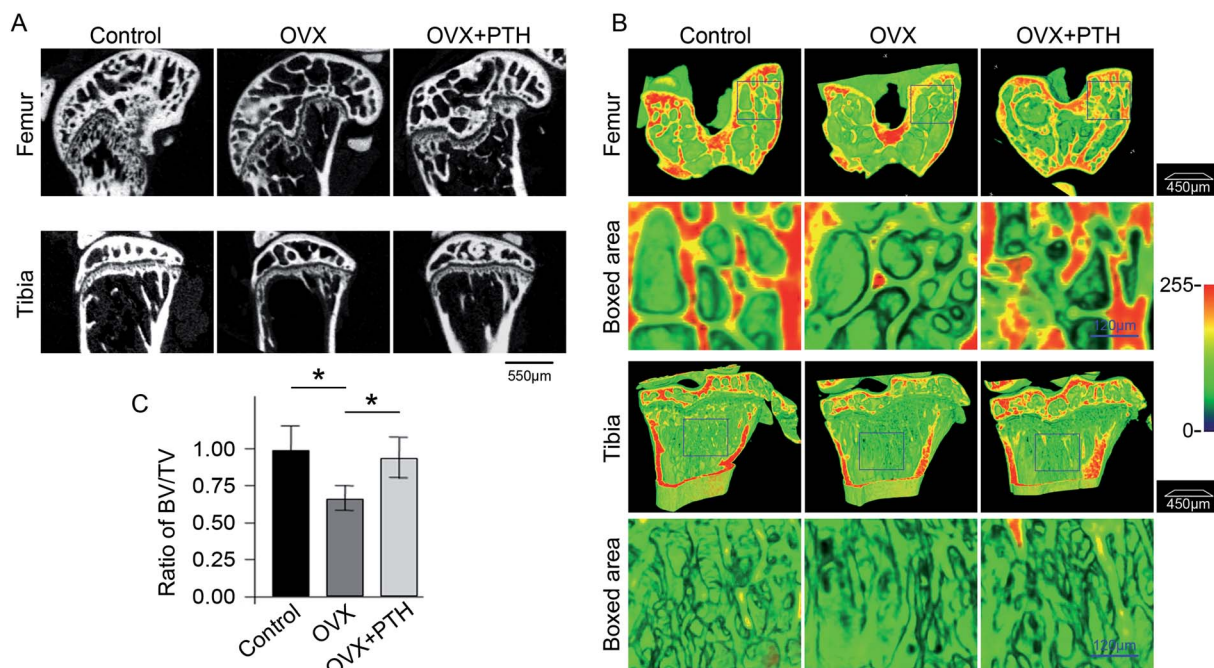 A
Control OVX OVX+PTH
Femur
Tibia
550µm
B
Control OVX OVX+PTH
Femur
450µm
Boxed area
120µm
255
0
Tibia
450µm
Boxed area
120µm
C
* *
Ratio of BV/TV
1.00
0.75
0.50
0.25
0.00
Control OVX OVX+PTH